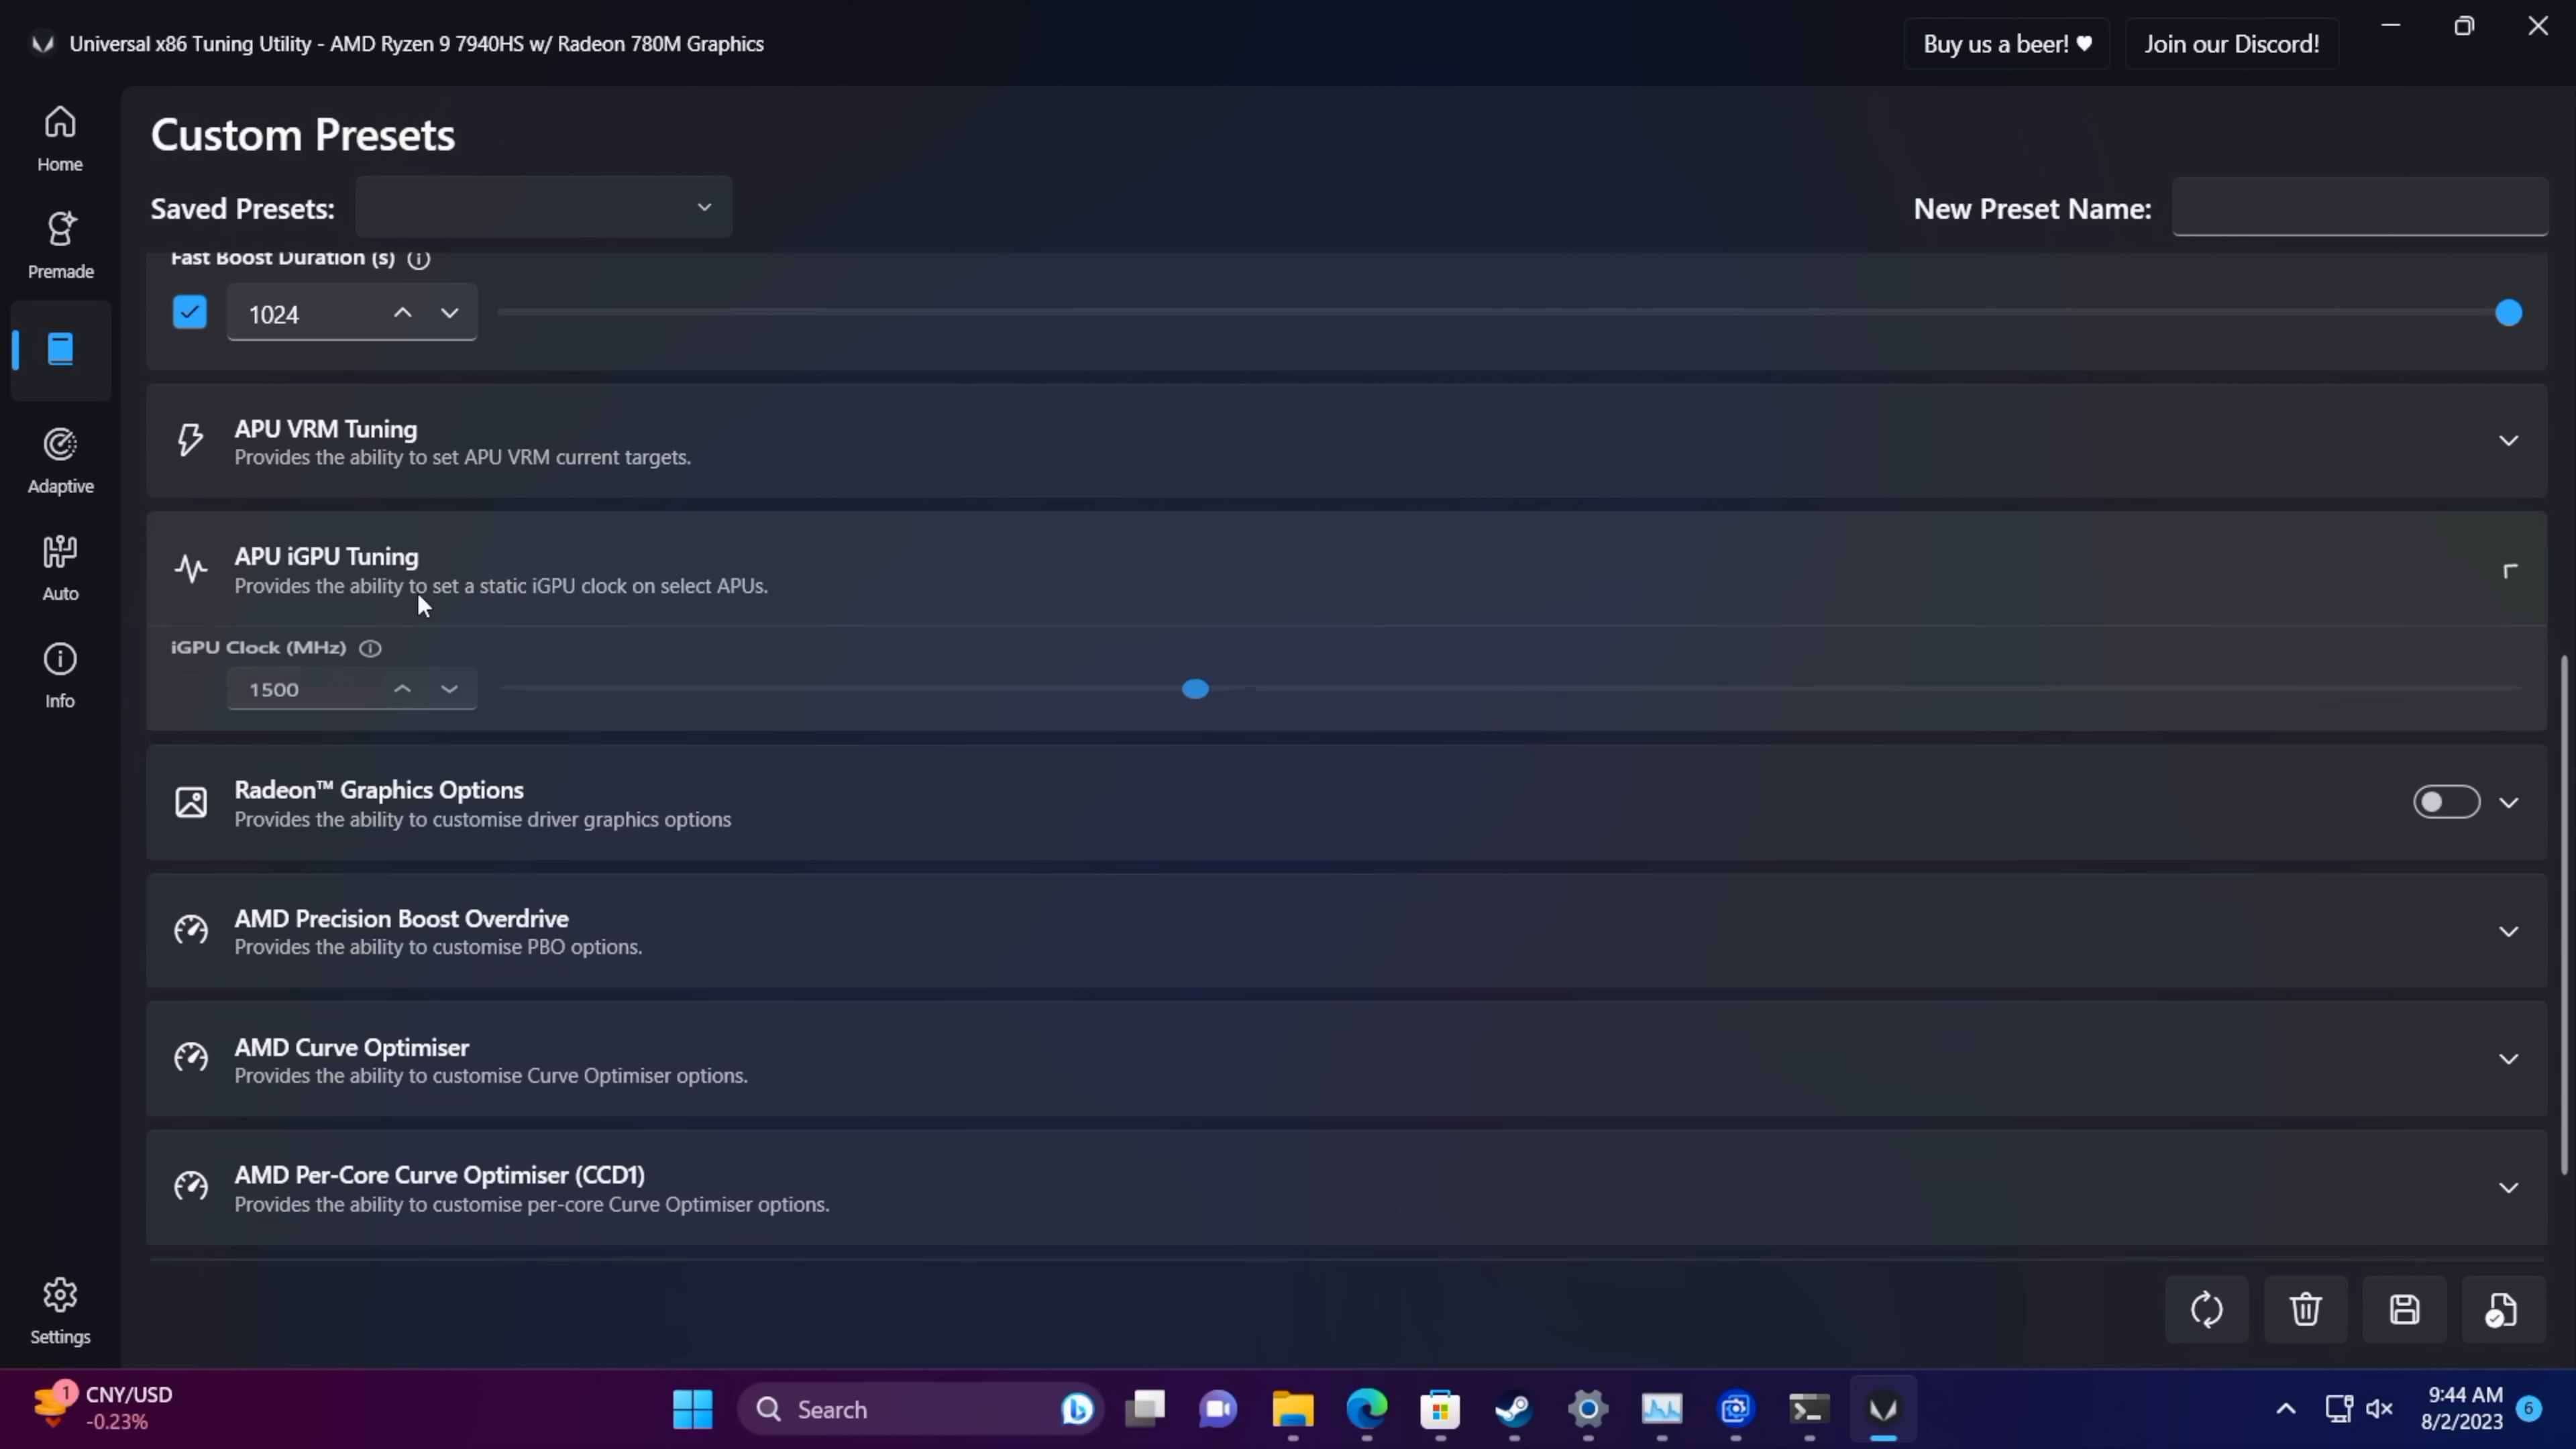 Universal x86 Tuning Utility - AMD Ryzen 9 7940HS w/ Radeon 780M Graphics
Buy us a beer! ♥
Join our Discord!
Home
Premade
Adaptive
Auto
Info
Settings
Custom Presets
Saved Presets:
New Preset Name:
Fast Boost Duration (s)
1024
APU VRM Tuning
Provides the ability to set APU VRM current targets.
APU iGPU Tuning
Provides the ability to set a static iGPU clock on select APUs.
iGPU Clock (MHz)
1500
Radeon™ Graphics Options
Provides the ability to customise driver graphics options
AMD Precision Boost Overdrive
Provides the ability to customise PBO options.
AMD Curve Optimiser
Provides the ability to customise Curve Optimiser options.
AMD Per-Core Curve Optimiser (CCD1)
Provides the ability to customise per-core Curve Optimiser options.
1
CNY/USD
-0.23%
Search
9:44 AM
8/2/2023
6